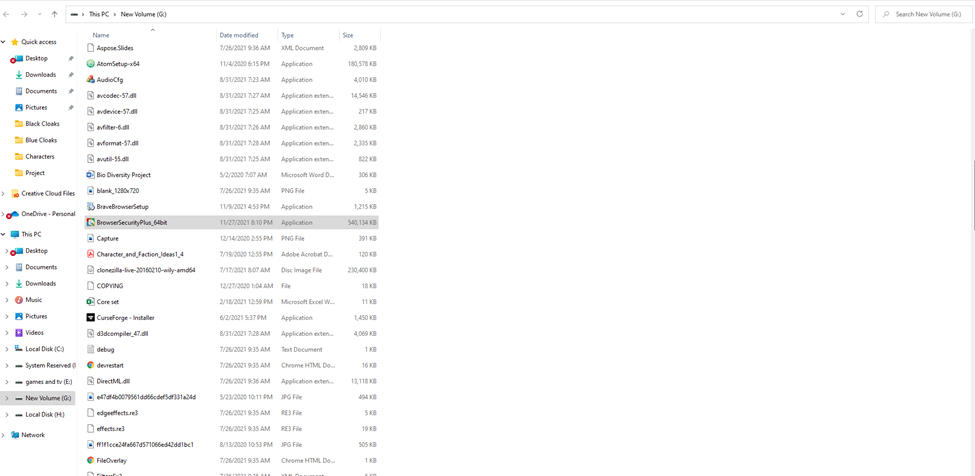 This PC > New Volume (G:)
Search New Volume (G:)
Name Date modified Type Size
Quick access
Desktop
Downloads
Documents
Pictures
Black Cloaks
Blue Cloaks
Characters
Project
Creative Cloud Files
OneDrive - Personal
This PC
Desktop
Documents
Downloads
Music
Pictures
Videos
Local Disk (C:)
System Reserved (
games and tv (E:)
New Volume (G:)
Local Disk (H:)
Network
Aspose.Slides 7/26/2021 9:36 AM XML Document 2,809 KB
AtomSetup-x64 11/4/2020 6:15 PM Application 180,578 KB
AudioCfg 8/31/2021 7:23 AM Application 4,010 KB
avcodec-57.dll 8/31/2021 7:27 AM Application exten... 14,546 KB
avdevice-57.dll 8/31/2021 7:25 AM Application exten... 217 KB
avfilter-6.dll 8/31/2021 7:26 AM Application exten... 2,860 KB
avformat-57.dll 8/31/2021 7:28 AM Application exten... 2,335 KB
avutil-55.dll 8/31/2021 7:25 AM Application exten... 822 KB
Bio Diversity Project 5/2/2020 7:07 AM Microsoft Word D... 306 KB
blank_1280x720 7/26/2021 9:35 AM PNG File 5 KB
BraveBrowserSetup 11/9/2021 4:53 PM Application 1,215 KB
BrowserSecurityPlus_64bit 11/27/2021 8:10 PM Application 540,134 KB
Capture 12/14/2020 2:55 PM PNG File 391 KB
Character_and_Faction_Ideas1_4 7/19/2020 12:55 PM Adobe Acrobat D... 120 KB
clonezilla-live-20160210-wily-amd64 7/17/2021 8:07 AM Disc Image File 230,400 KB
COPYING 12/27/2020 1:04 AM File 18 KB
Core set 2/18/2021 12:59 PM Microsoft Excel W... 11 KB
CurseForge - Installer 6/2/2021 5:37 PM Application 1,450 KB
d3dcompiler_47.dll 8/31/2021 7:28 AM Application exten... 4,069 KB
debug 7/26/2021 9:35 AM Text Document 1 KB
devrestart 7/26/2021 9:35 AM Chrome HTML Do... 16 KB
DirectML.dll 7/26/2021 9:36 AM Application exten... 13,118 KB
e47df4b0079561dd66cdef5df331a24d 5/23/2020 10:11 PM JPG File 494 KB
edgeeffects.re3 7/26/2021 9:35 AM RE3 File 5 KB
effects.re3 7/26/2021 9:35 AM RE3 File 19 KB
ff1f1cce24fa667d571066ed42dd1bc1 8/13/2020 10:53 PM JPG File 505 KB
FileOverlay 7/26/2021 9:35 AM Chrome HTML Do... 1 KB